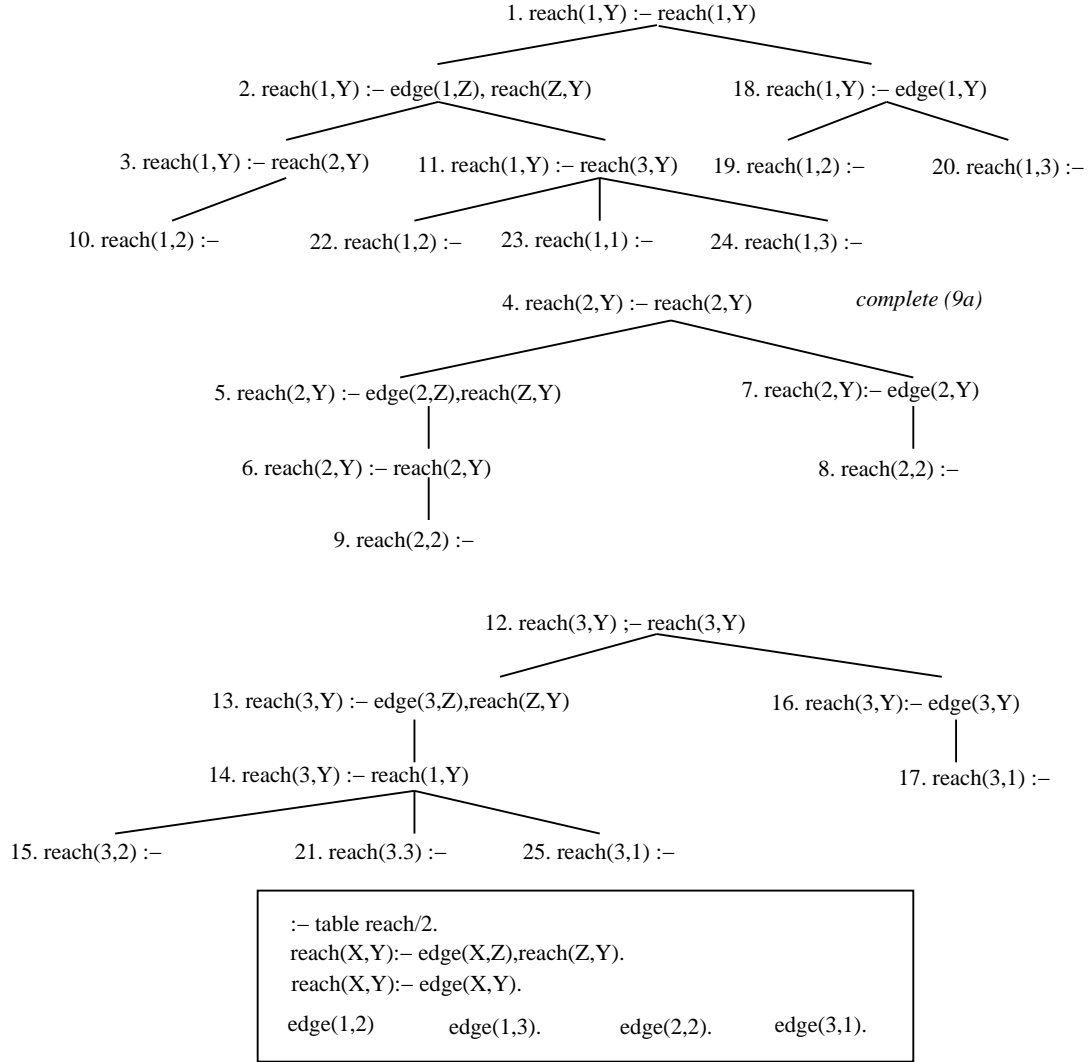 1. reach(1,Y) :– reach(1,Y)
2. reach(1,Y) :– edge(1,Z), reach(Z,Y)
18. reach(1,Y) :– edge(1,Y)
3. reach(1,Y) :– reach(2,Y)
11. reach(1,Y) :– reach(3,Y)
19. reach(1,2) :–
20. reach(1,3) :–
10. reach(1,2) :–
22. reach(1,2) :–
23. reach(1,1) :–
24. reach(1,3) :–
4. reach(2,Y) :– reach(2,Y)
complete (9a)
5. reach(2,Y) :– edge(2,Z),reach(Z,Y)
7. reach(2,Y):– edge(2,Y)
6. reach(2,Y) :– reach(2,Y)
8. reach(2,2) :–
9. reach(2,2) :–
12. reach(3,Y) ;– reach(3,Y)
13. reach(3,Y) :– edge(3,Z),reach(Z,Y)
16. reach(3,Y):– edge(3,Y)
14. reach(3,Y) :– reach(1,Y)
17. reach(3,1) :–
15. reach(3,2) :–
21. reach(3.3) :–
25. reach(3,1) :–
:– table reach/2.
reach(X,Y):– edge(X,Z),reach(Z,Y).
reach(X,Y):– edge(X,Y).
edge(1,2) edge(1,3). edge(2,2). edge(3,1).